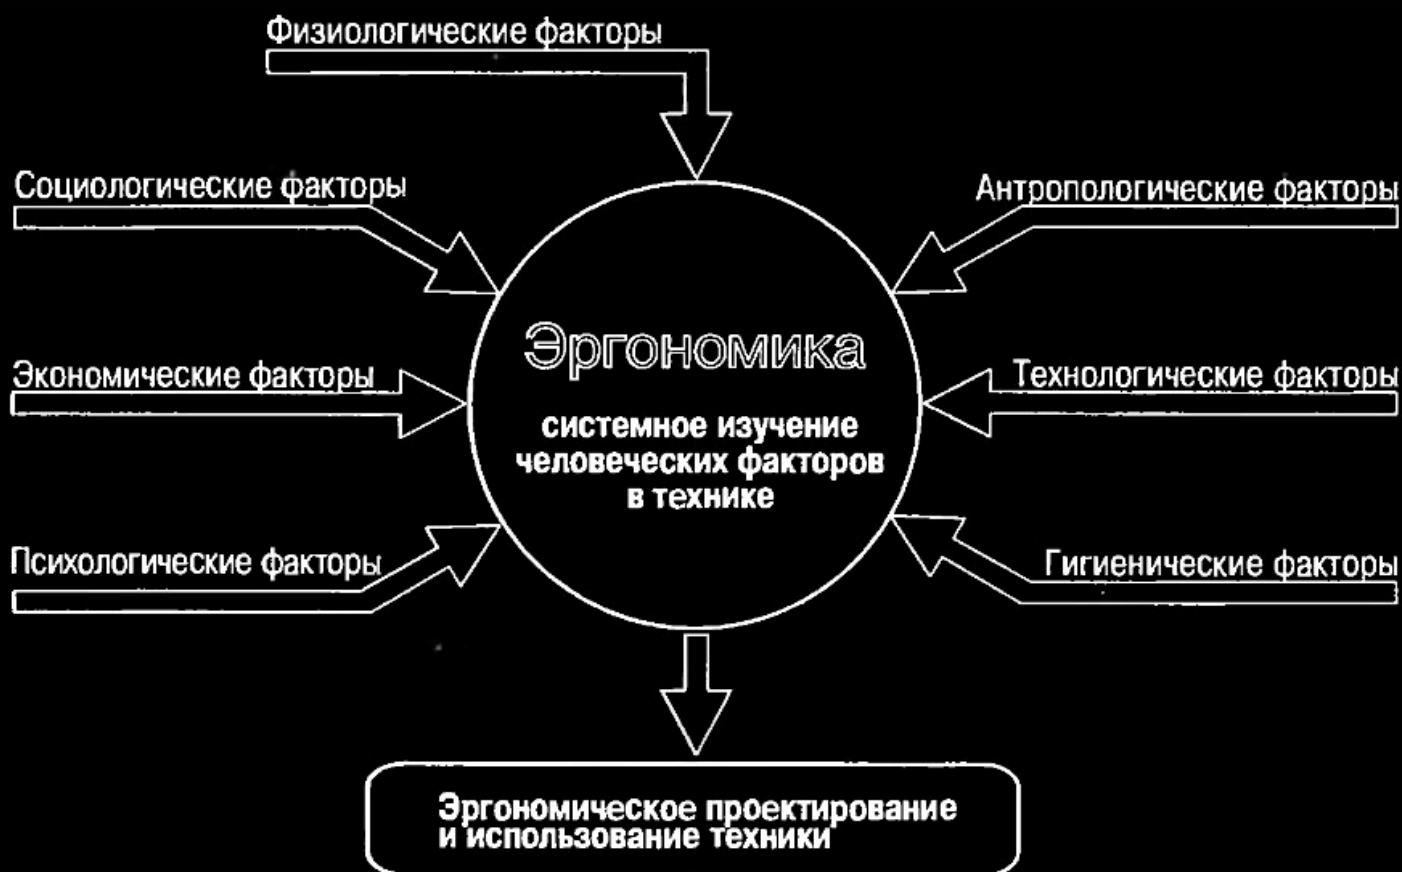 Физиологические факторы
Социологические факторы
Антропологические факторы
Эргономика
Экономические факторы
Технологические факторы
системное изучение
человеческих факторов
в технике
Психологические факторы
Гигиенические факторы
Эргономическое проектирование
и использование техники